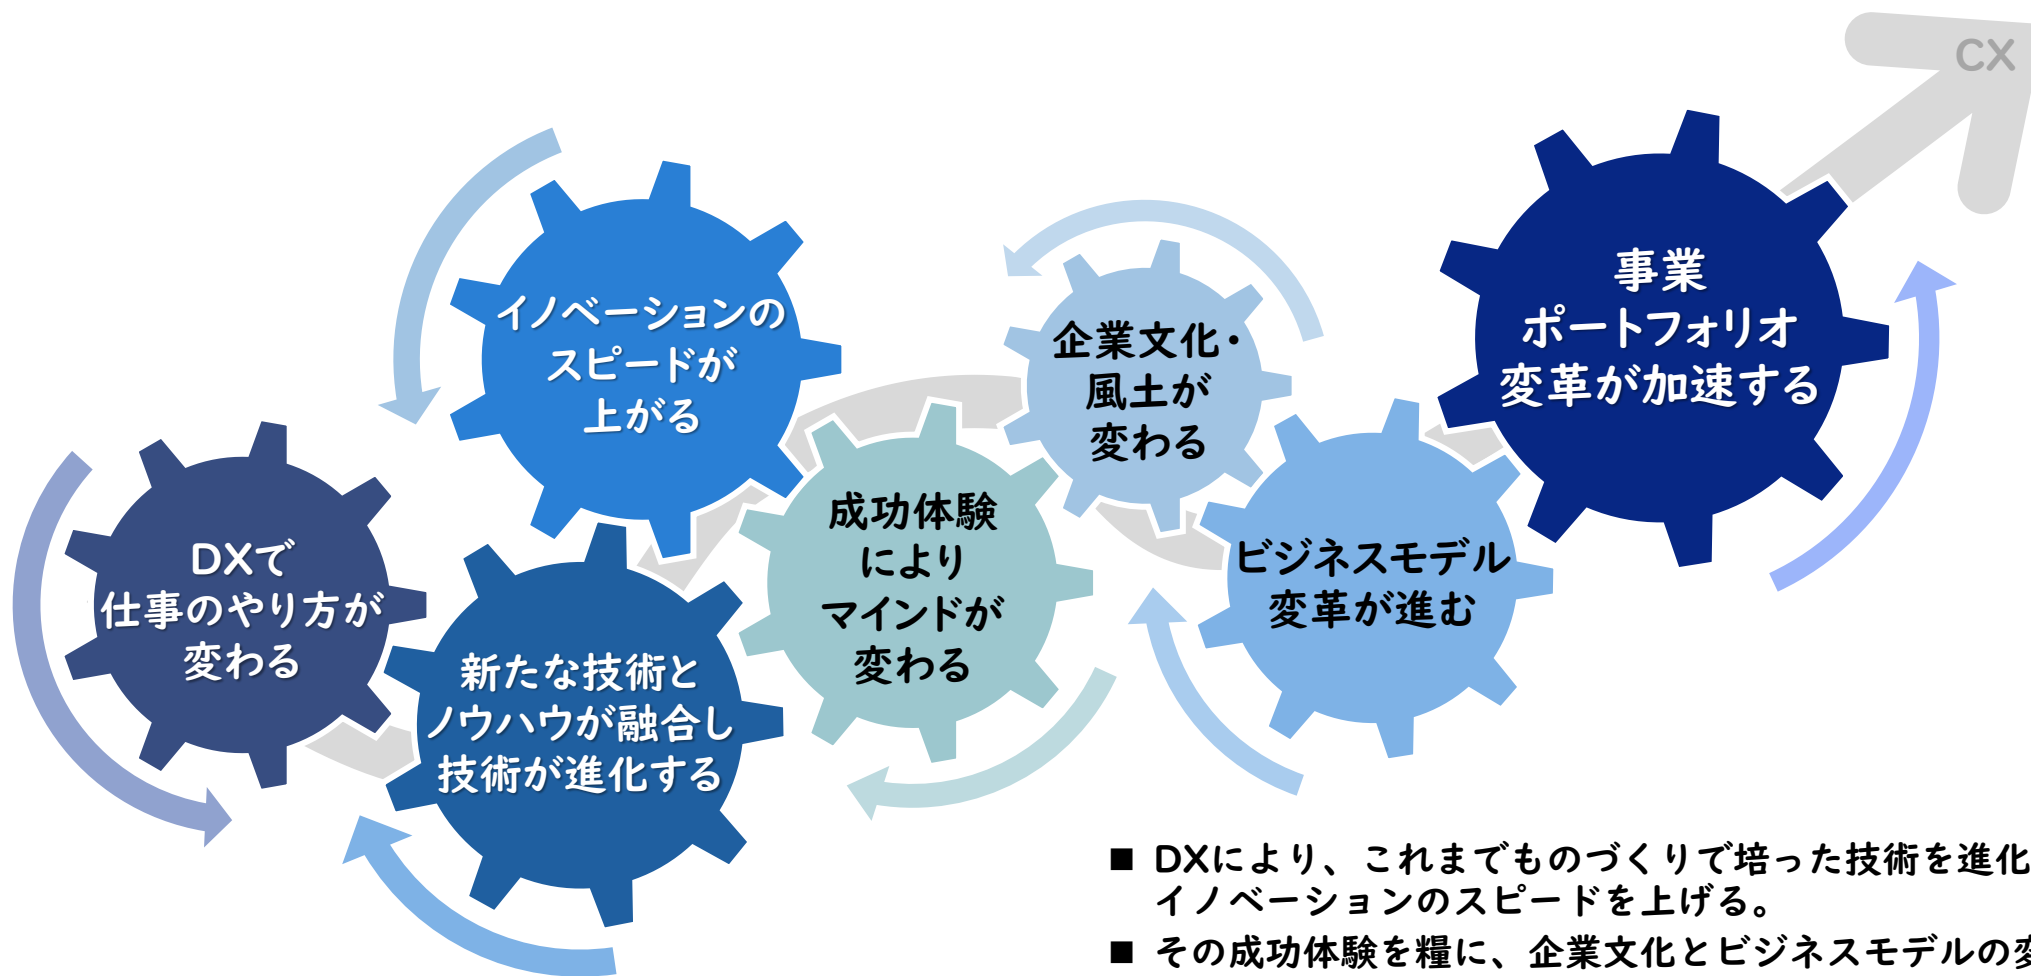 CX
DXで
仕事のやり方が
変わる
新たな技術と
ノウハウが融合し
技術が進化する
イノベーションの
スピードが
上がる
成功体験
により
マインドが
変わる
企業文化・
風土が
変わる
ビジネスモデル
変革が進む
事業
ポートフォリオ
変革が加速する
■ DXにより、これまでものづくりで培った技術を進化
イノベーションのスピードを上げる。
■ その成功体験を糧に、企業文化とビジネスモデルの変